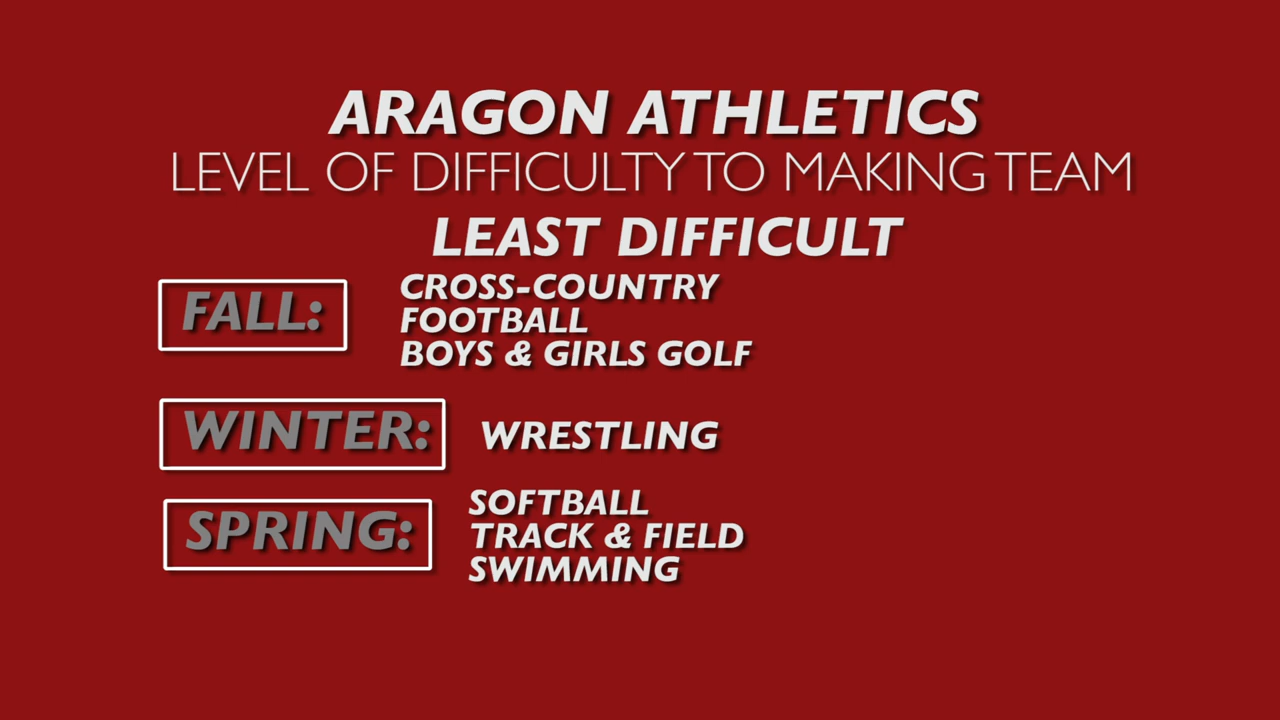 ARAGON ATHLETICS
LEVEL OF DIFFICULTY TO MAKING TEAM
LEAST DIFFICULT
FALL:
CROSS-COUNTRY
FOOTBALL
BOYS & GIRLS GOLF
WINTER:
WRESTLING
SPRING:
SOFTBALL
TRACK & FIELD
SWIMMING